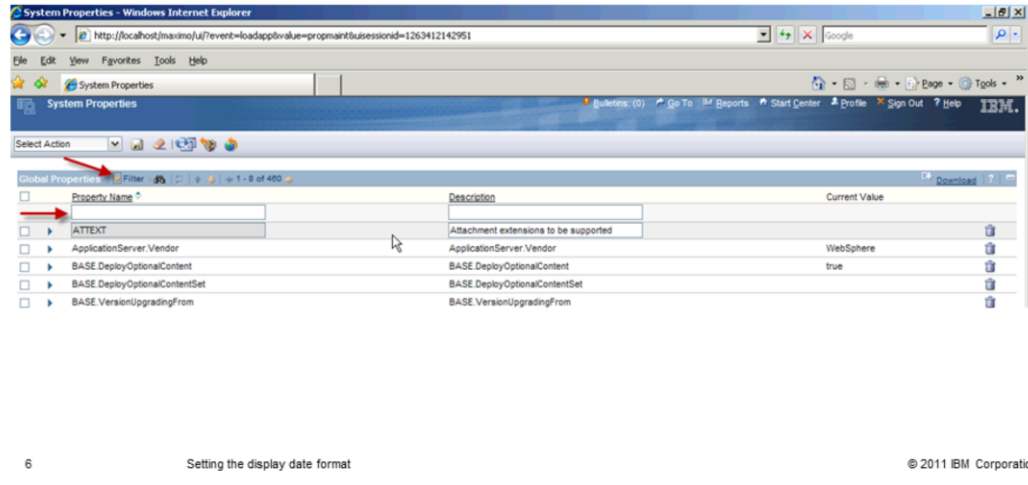 System Properties - Windows Internet Explorer
http://localhost/maximo/ui/?event=loadapp&value=propmaint&uisessionid=1263412142951
Google
File Edit View Favorites Tools Help
System Properties
Page Tools
System Properties
Bulletins: (0) Go To Reports Start Center Profile Sign Out ? Help IBM.
Select Action
Global Properties Filter 1 - 8 of 460 Download ?
Property Name Description Current Value
ATTEXT Attachment extensions to be supported
ApplicationServer.Vendor ApplicationServer.Vendor WebSphere
BASE.DeployOptionalContent BASE.DeployOptionalContent true
BASE.DeployOptionalContentSet BASE.DeployOptionalContentSet
BASE.VersionUpgradingFrom BASE.VersionUpgradingFrom
6 Setting the display date format © 2011 IBM Corporatio